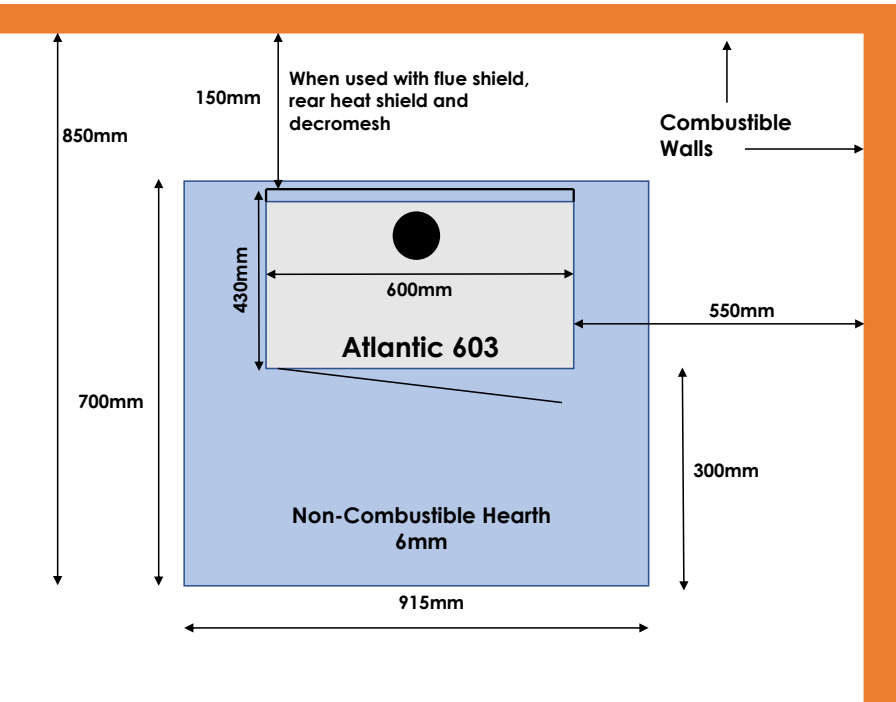 When used with flue shield,
rear heat shield and
decromesh
150mm
850mm
Combustible
Walls
430mm
600mm
550mm
Atlantic 603
700mm
300mm
Non-Combustible Hearth
6mm
915mm